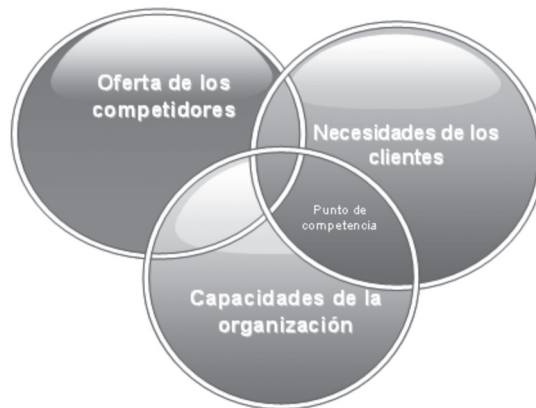 Oferta de los
competidores
Necesidades de los
clientes
Punto de
competencia
Capacidades de la
organización